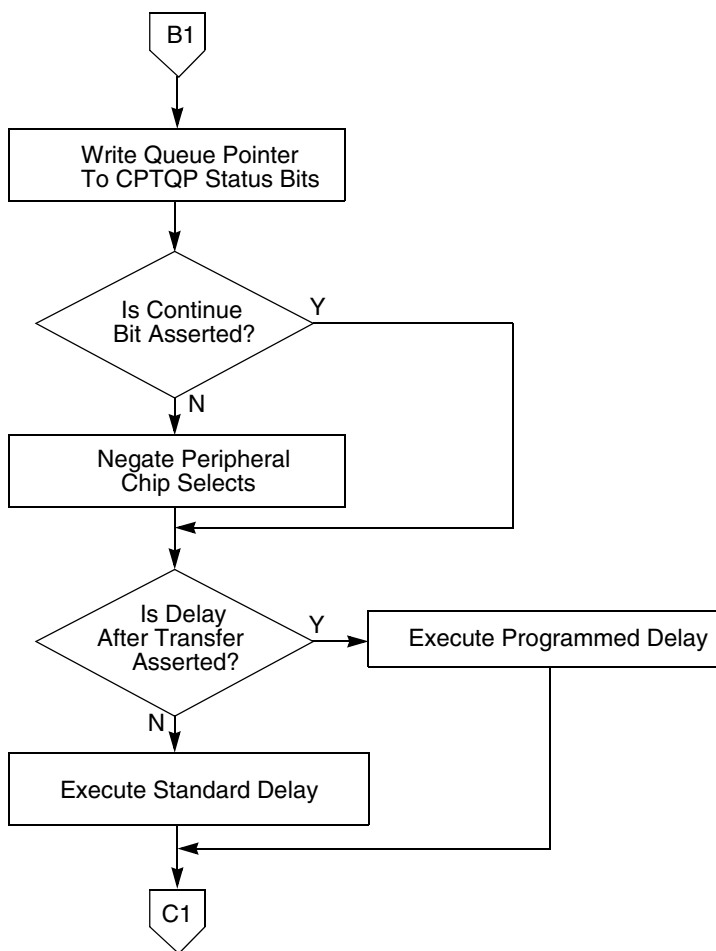 B1
Write Queue Pointer
To CPTQP Status Bits
Is Continue
Bit Asserted?
Y
N
Negate Peripheral
Chip Selects
Is Delay
After Transfer
Asserted?
Y
Execute Programmed Delay
N
Execute Standard Delay
C1